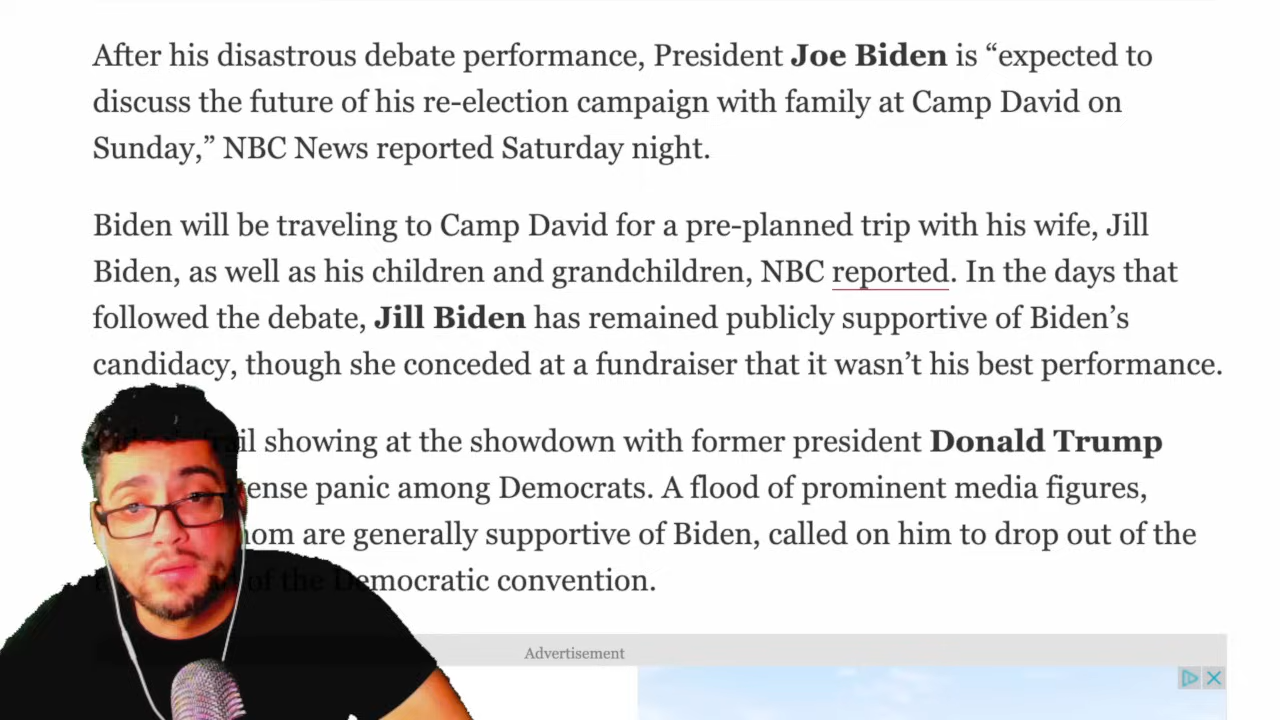 After his disastrous debate performance, President Joe Biden is “expected to
discuss the future of his re-election campaign with family at Camp David on
Sunday,” NBC News reported Saturday night.
Biden will be traveling to Camp David for a pre-planned trip with his wife, Jill
Biden, as well as his children and grandchildren, NBC reported. In the days that
followed the debate, Jill Biden has remained publicly supportive of Biden’s
candidacy, though she conceded at a fundraiser that it wasn’t his best performance.
showing at the showdown with former president Donald Trump
panic among Democrats. A flood of prominent media figures,
are generally supportive of Biden, called on him to drop out of the
of the Democratic convention.
Advertisement